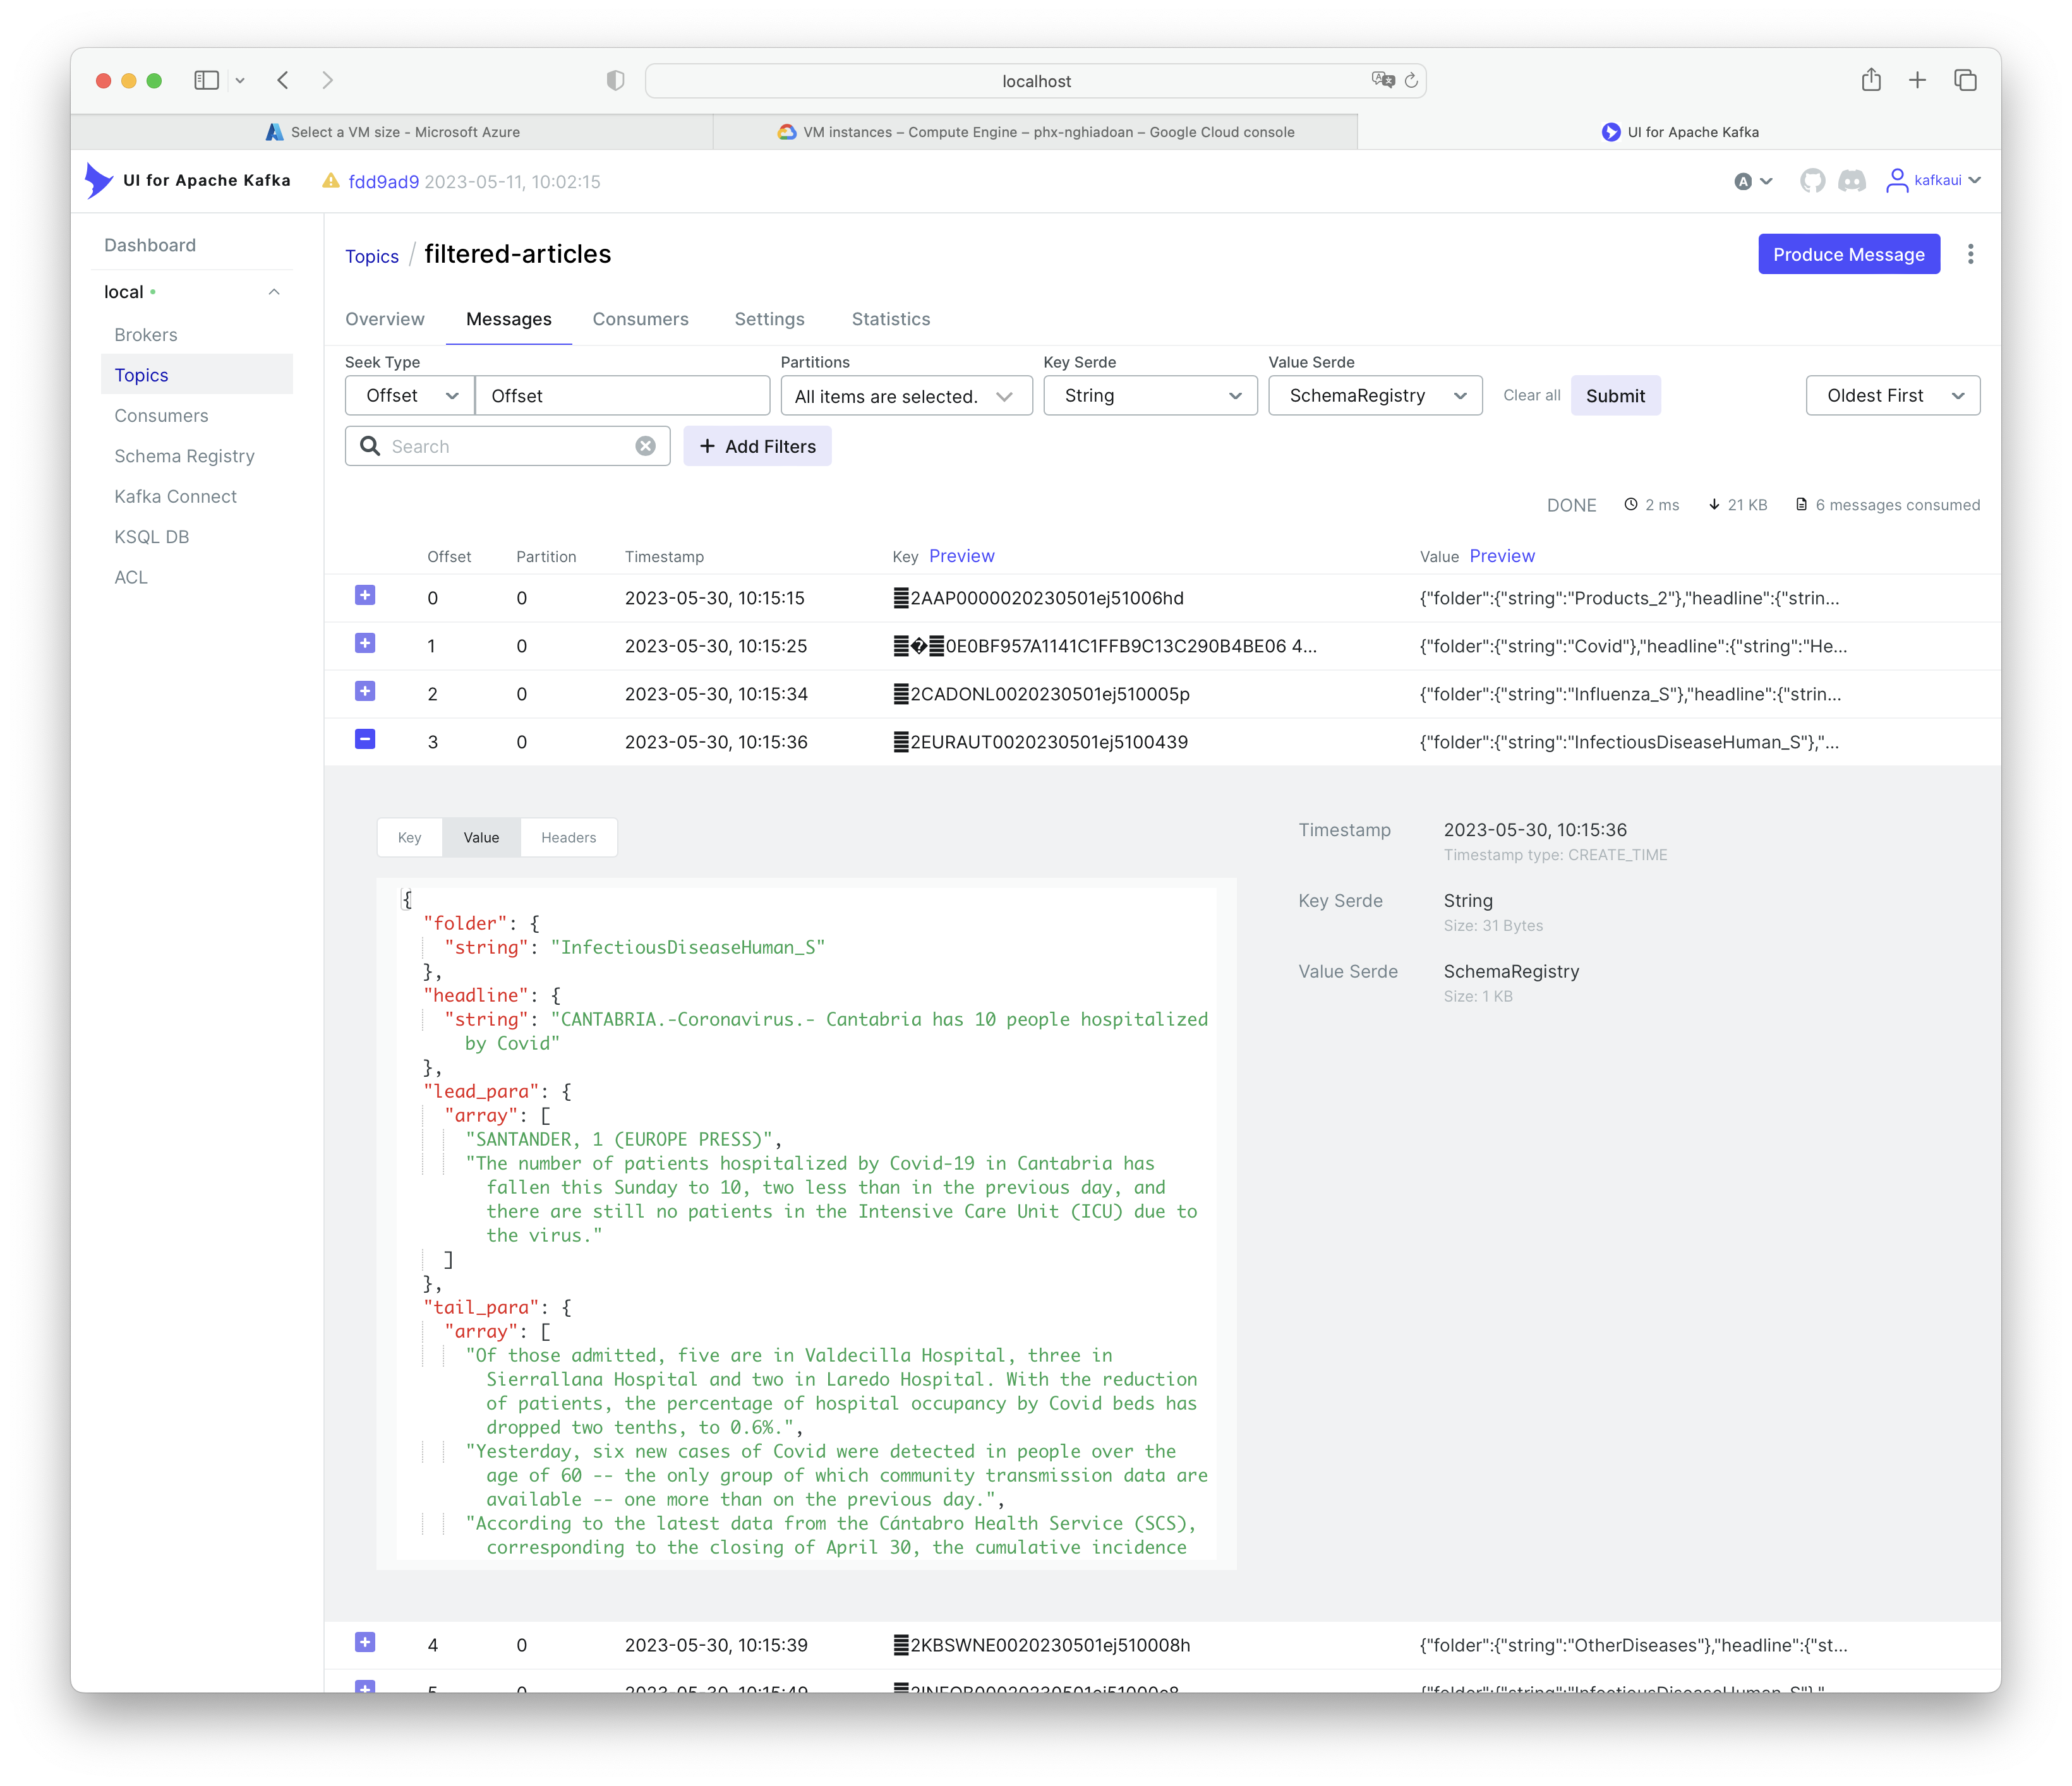 localhost
Select a VM size - Microsoft Azure
VM instances – Compute Engine – phx-nghiadoan – Google Cloud console
UI for Apache Kafka
UI for Apache Kafka
fdd9ad9 2023-05-11, 10:02:15
A
kafkaui
Dashboard
local
Brokers
Topics
Consumers
Schema Registry
Kafka Connect
KSQL DB
ACL
Topics / filtered-articles
Produce Message
Overview Messages Consumers Settings Statistics
Seek Type Partitions Key Serde Value Serde
Offset Offset All items are selected. String SchemaRegistry Clear all Submit Oldest First
Search + Add Filters
DONE 2 ms 21 KB 6 messages consumed
Offset Partition Timestamp Key Preview Value Preview
0 0 2023-05-30, 10:15:15 2AAP0000020230501ej51006hd {"folder":{"string":"Products_2"},"headline":{"strin...
1 0 2023-05-30, 10:15:25 �0E0BF957A1141C1FFB9C13C290B4BE06 4... {"folder":{"string":"Covid"},"headline":{"string":"He...
2 0 2023-05-30, 10:15:34 2CADONL0020230501ej510005p {"folder":{"string":"Influenza_S"},"headline":{"strin...
3 0 2023-05-30, 10:15:36 2EURAUT0020230501ej5100439 {"folder":{"string":"InfectiousDiseaseHuman_S"},"...
Key Value Headers
Timestamp 2023-05-30, 10:15:36
Timestamp type: CREATE_TIME
Key Serde String
Size: 31 Bytes
Value Serde SchemaRegistry
Size: 1 KB
{
"folder": {
"string": "InfectiousDiseaseHuman_S"
},
"headline": {
"string": "CANTABRIA.-Coronavirus.- Cantabria has 10 people hospitalized
by Covid"
},
"lead_para": {
"array": [
"SANTANDER, 1 (EUROPE PRESS)",
"The number of patients hospitalized by Covid-19 in Cantabria has
fallen this Sunday to 10, two less than in the previous day, and
there are still no patients in the Intensive Care Unit (ICU) due to
the virus."
]
},
"tail_para": {
"array": [
"Of those admitted, five are in Valdecilla Hospital, three in
Sierrallana Hospital and two in Laredo Hospital. With the reduction
of patients, the percentage of hospital occupancy by Covid beds has
dropped two tenths, to 0.6%.",
"Yesterday, six new cases of Covid were detected in people over the
age of 60 -- the only group of which community transmission data are
available -- one more than on the previous day.",
"According to the latest data from the Cántabro Health Service (SCS),
corresponding to the closing of April 30, the cumulative incidence
4 0 2023-05-30, 10:15:39 2KBSWNE0020230501ej510008h {"folder":{"string":"OtherDiseases"},"headline":{"st...
5 0 2023-05-30, 10:15:49 {"folder":{"string":"InfectiousDiseaseHuman_S"},"